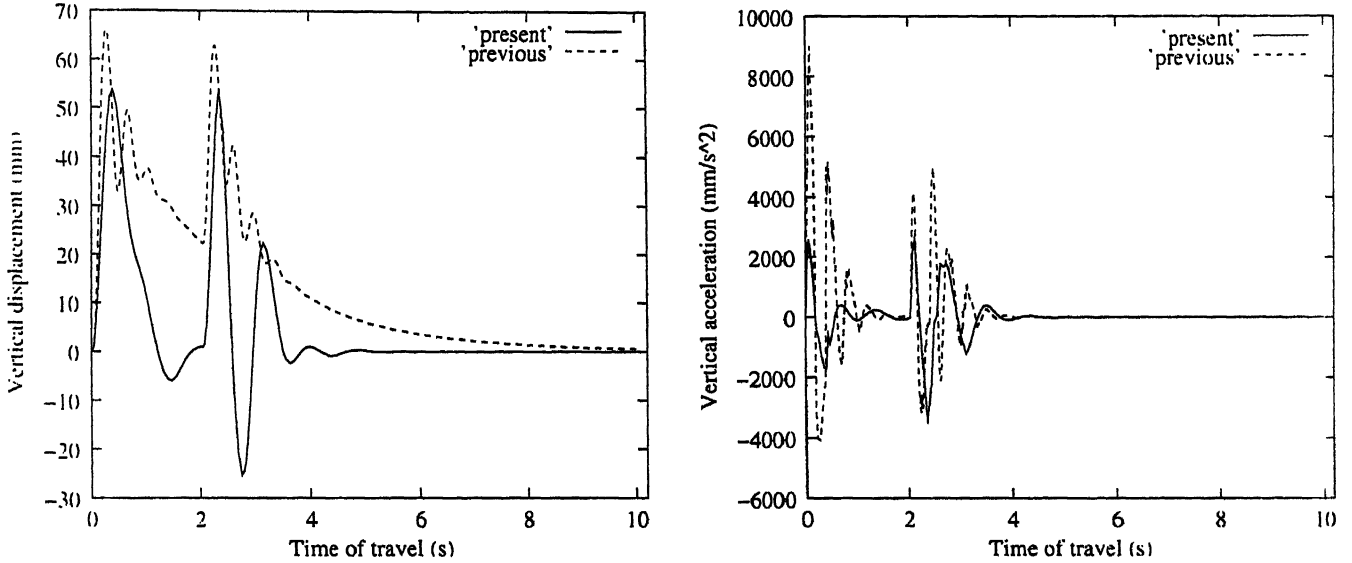 70
60
50
40
30
20
10
0
−10
−20
−30
0 2 4 6 8 10
Time of travel (s)
Vertical displacement (mm)
'present'
'previous'
10000
8000
6000
4000
2000
0
−2000
−4000
−6000
0 2 4 6 8 10
Time of travel (s)
Vertical acceleration (mm/s^2)
'present'
'previous'